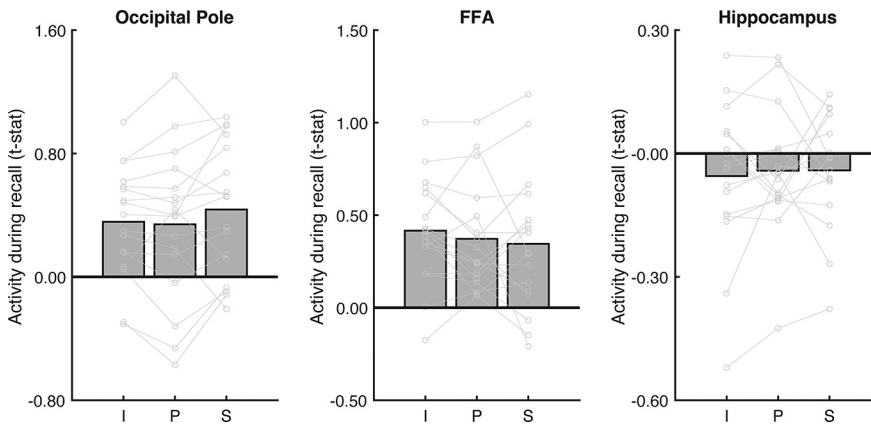 Occipital Pole
Activity during recall (t-stat)
1.60
0.80
0.00
-0.80
I P S
FFA
Activity during recall (t-stat)
1.50
1.00
0.50
0.00
-0.50
I P S
Hippocampus
Activity during recall (t-stat)
0.30
-0.00
-0.30
-0.60
I P S